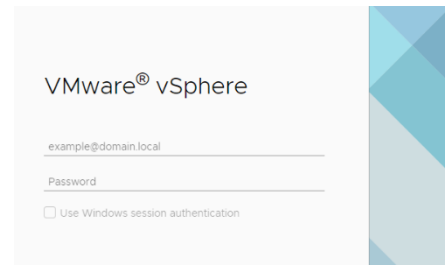 VMware® vSphere
example@domain.local
Password
Use Windows session authentication